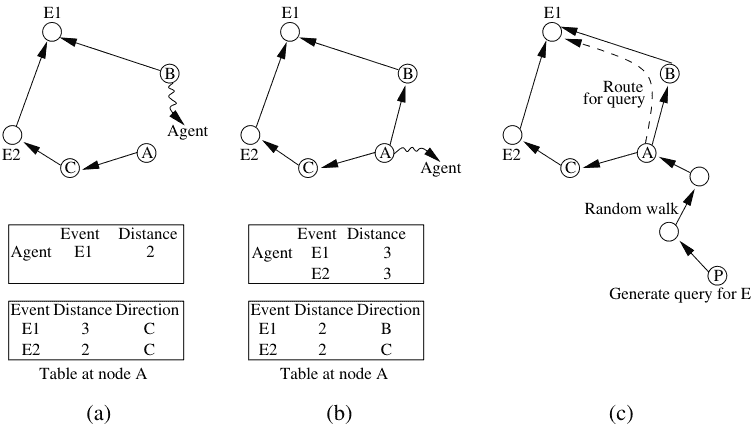 E1
B
Agent
E2
C
A
Event Distance
Agent E1 2
Event Distance Direction
E1 3 C
E2 2 C
Table at node A
(a)
E1
B
E2
C
A
Agent
Event Distance
Agent E1 3
E2 3
Event Distance Direction
E1 2 B
E2 2 C
Table at node A
(b)
E1
B
Route
for query
E2
C
A
Random walk
P
Generate query for E
(c)